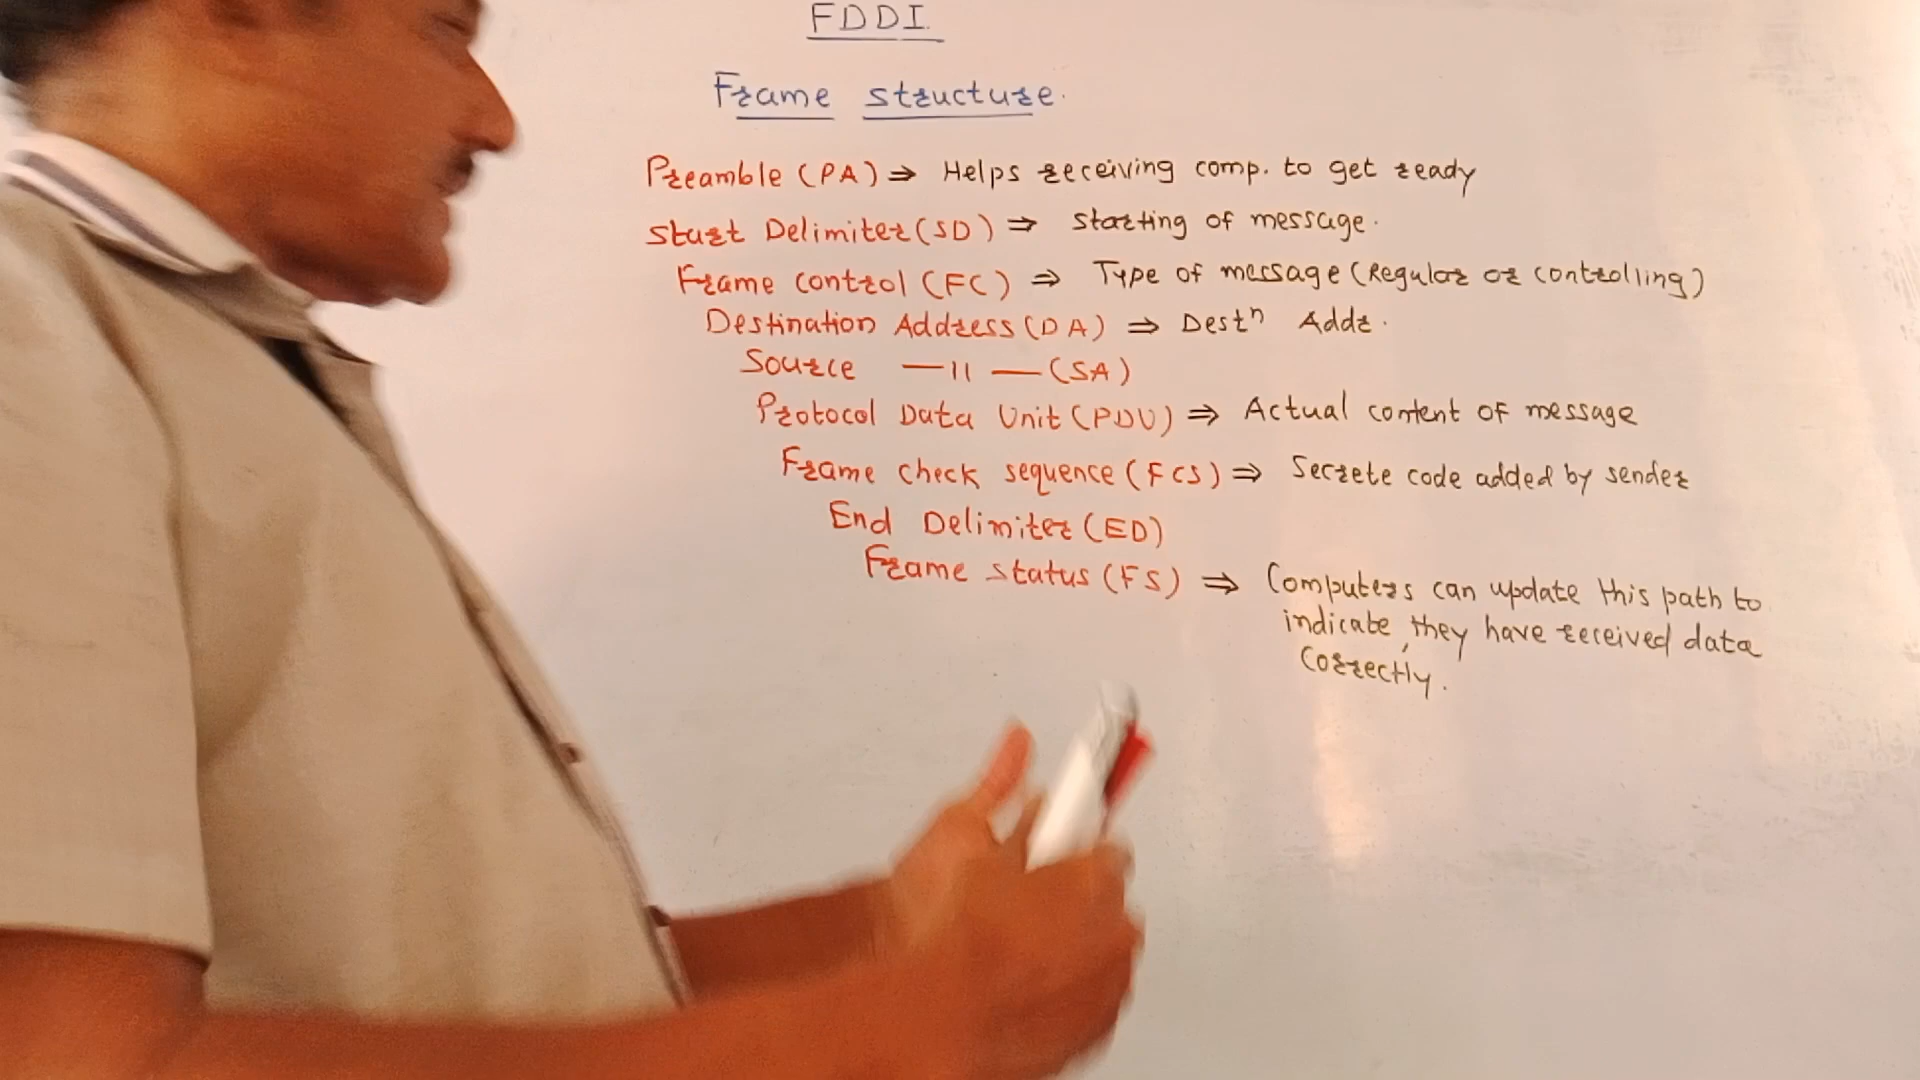 FDDI
Frame structure.
Preamble (PA) ⇒ Helps receiving comp. to get ready
Start Delimiter (SD) ⇒ Starting of message.
Frame control (FC) ⇒ Type of message (Regular or controlling)
Destination Address (DA) ⇒ Destⁿ Addr.
Source —11— (SA)
Protocol Data Unit (PDU) ⇒ Actual content of message
Frame check sequence (FCS) ⇒ Secrete code added by sender
End Delimiter (ED)
Frame status (FS) ⇒ Computers can update this path to
indicate, they have received data
correctly.